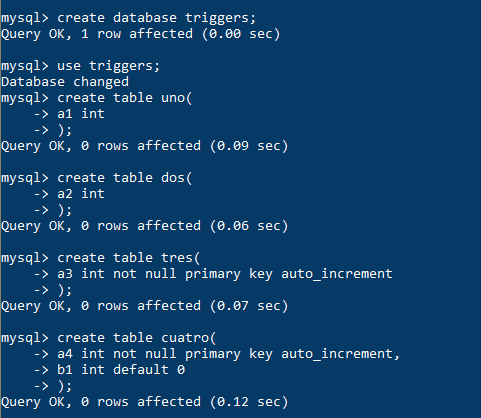 mysql> create database triggers;
Query OK, 1 row affected (0.00 sec)
mysql> use triggers;
Database changed
mysql> create table uno(
    -> a1 int
    -> );
Query OK, 0 rows affected (0.09 sec)
mysql> create table dos(
    -> a2 int
    -> );
Query OK, 0 rows affected (0.06 sec)
mysql> create table tres(
    -> a3 int not null primary key auto_increment
    -> );
Query OK, 0 rows affected (0.07 sec)
mysql> create table cuatro(
    -> a4 int not null primary key auto_increment,
    -> b1 int default 0
    -> );
Query OK, 0 rows affected (0.12 sec)